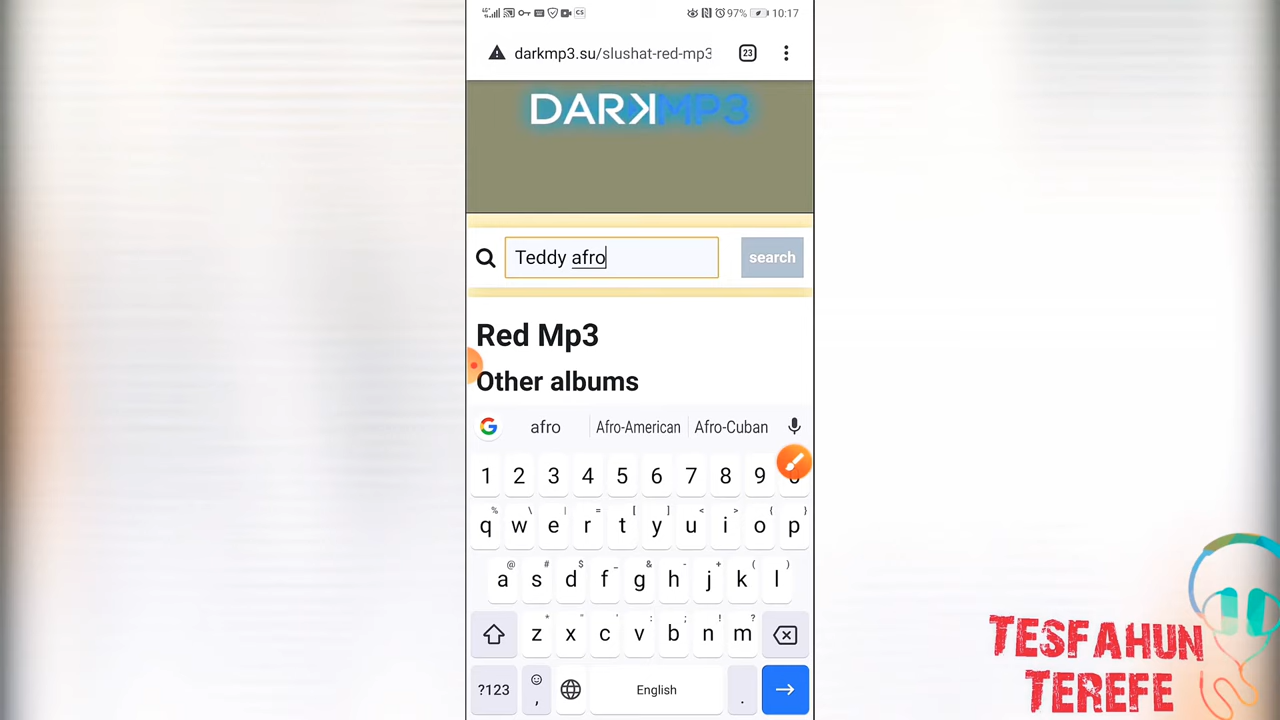 97% 10:17
darkmp3.su/slushat-red-mp3 23
DARKMP3
Teddy afro search
Red Mp3
Other albums
afro Afro-American Afro-Cuban
1 2 3 4 5 6 7 8 9
% \ | = [ ] < > { }
q w e r t y u i o p
@ # $ _ & - + ( )
a s d f g h j k l
* " ' : ; ! ?
z x c v b n m
?123 , English .
TESFAHUN
TEREFE